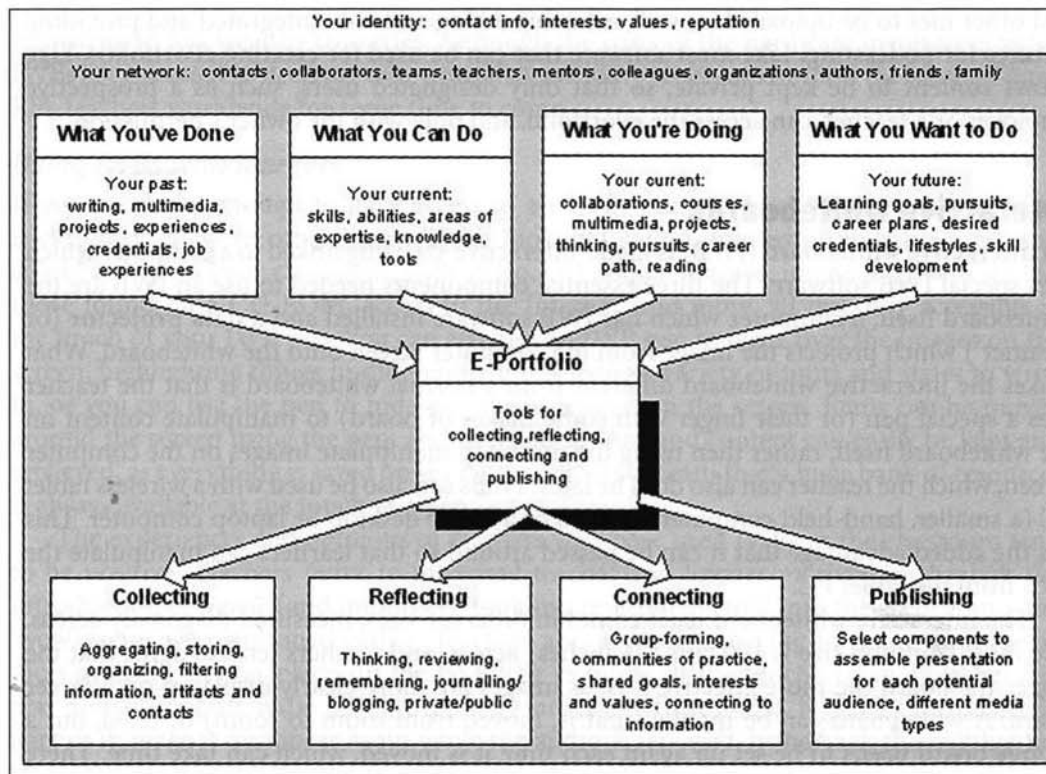 Your identity: contact info, interests, values, reputation
Your network: contacts, collaborators, teams, teachers, mentors, colleagues, organizations, authors, friends, family
What You've Done
Your past:
writing, multimedia,
projects, experiences,
credentials, job
experiences
What You Can Do
Your current:
skills, abilities, areas of
expertise, knowledge,
tools
What You're Doing
Your current:
collaborations, courses,
multimedia, projects,
thinking, pursuits, career
path, reading
What You Want to Do
Your future:
Learning goals, pursuits,
career plans, desired
credentials, lifestyles, skill
development
E-Portfolio
Tools for
collecting,reflecting,
connecting and
publishing
Collecting
Aggregating, storing,
organizing, filtering
information, artifacts and
contacts
Reflecting
Thinking, reviewing,
remembering, journalling/
blogging, private/public
Connecting
Group-forming,
communities of practice,
shared goals, interests
and values, connecting to
information
Publishing
Select components to
assemble presentation
for each potential
audience, different media
types